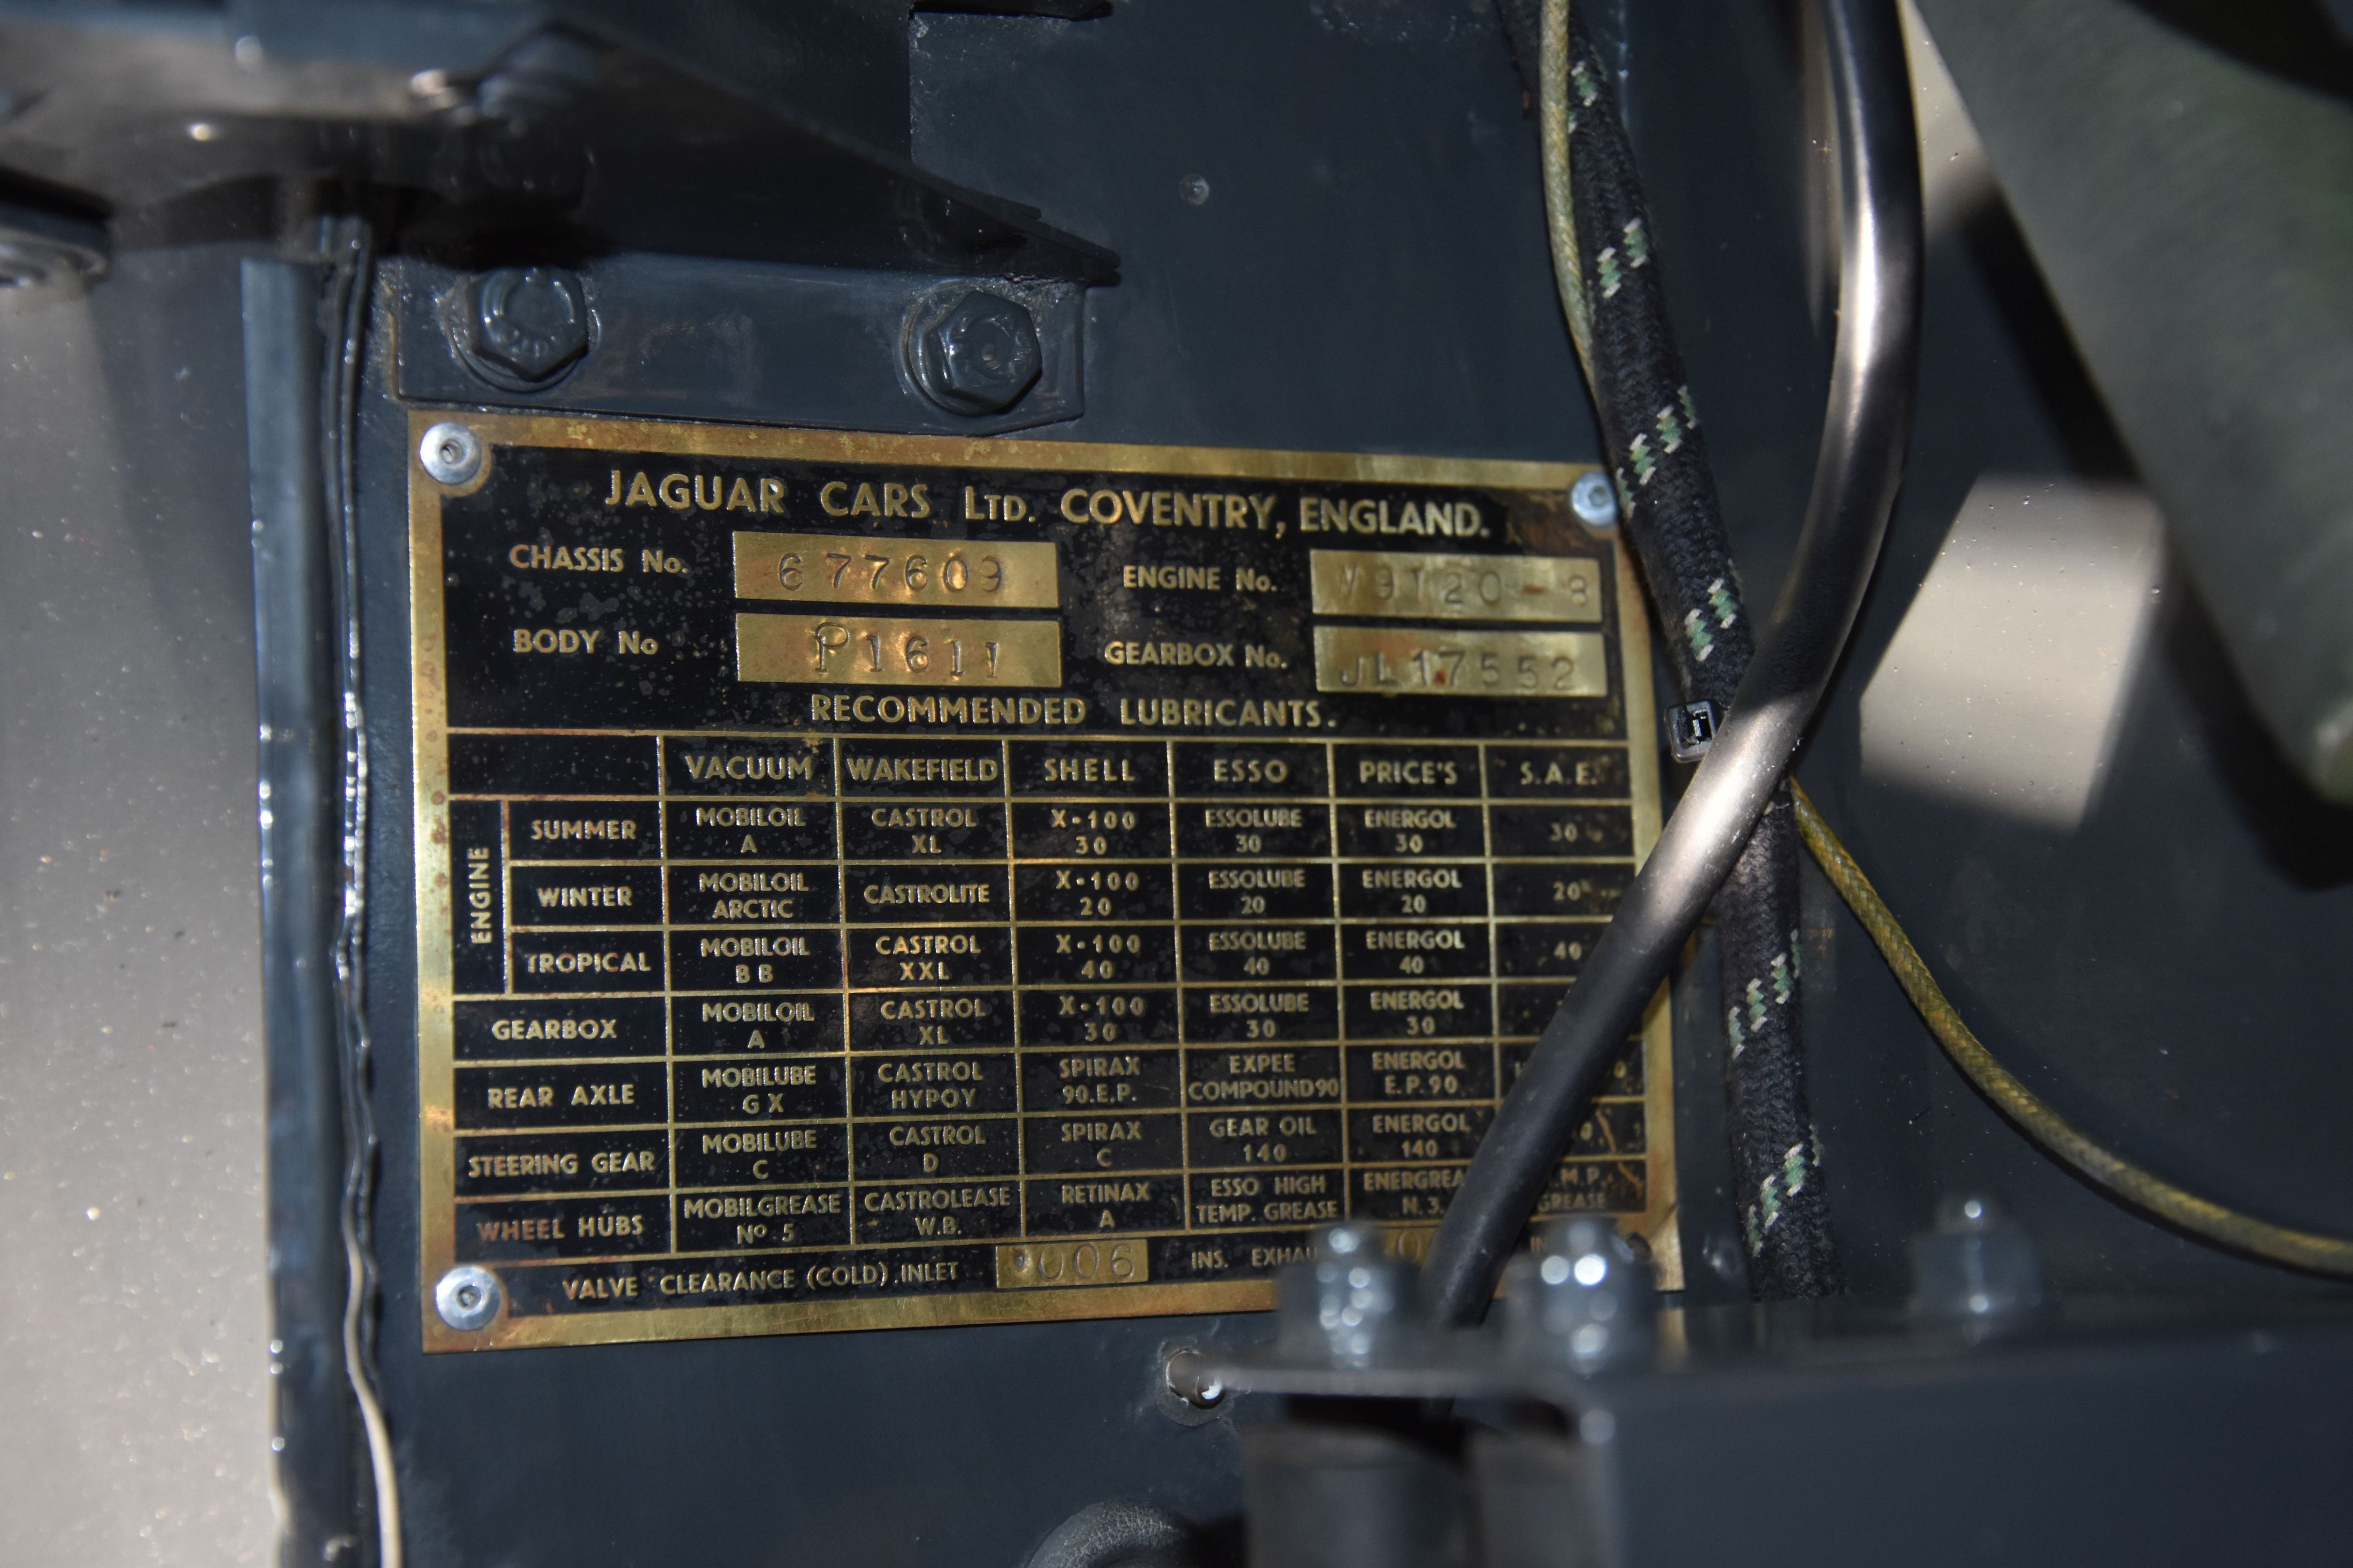 JAGUAR CARS LTD. COVENTRY, ENGLAND.
CHASSIS No. 677609 ENGINE No.
BODY No P1611 GEARBOX No. JL17552
RECOMMENDED LUBRICANTS.
VACUUM WAKEFIELD SHELL ESSO PRICE'S S.A.E.
ENGINE
SUMMER MOBILOIL A CASTROL XL X-100 30 ESSOLUBE 30 ENERGOL 30 30
WINTER MOBILOIL ARCTIC CASTROLITE X-100 20 ESSOLUBE 20 ENERGOL 20 20
TROPICAL MOBILOIL BB CASTROL XXL X-100 40 ESSOLUBE 40 ENERGOL 40 40
GEARBOX MOBILOIL A CASTROL XL X-100 30 ESSOLUBE 30 ENERGOL 30
REAR AXLE MOBILUBE GX CASTROL HYPOY SPIRAX 90.E.P. EXPEE COMPOUND 90 ENERGOL E.P.90
STEERING GEAR MOBILUBE C CASTROL D SPIRAX C GEAR OIL 140 ENERGOL 140
WHEEL HUBS MOBILGREASE No 5 CASTROLEASE W.B. RETINAX A ESSO HIGH TEMP. GREASE N.3. GREASE
VALVE CLEARANCE (COLD) INLET 006 INS.